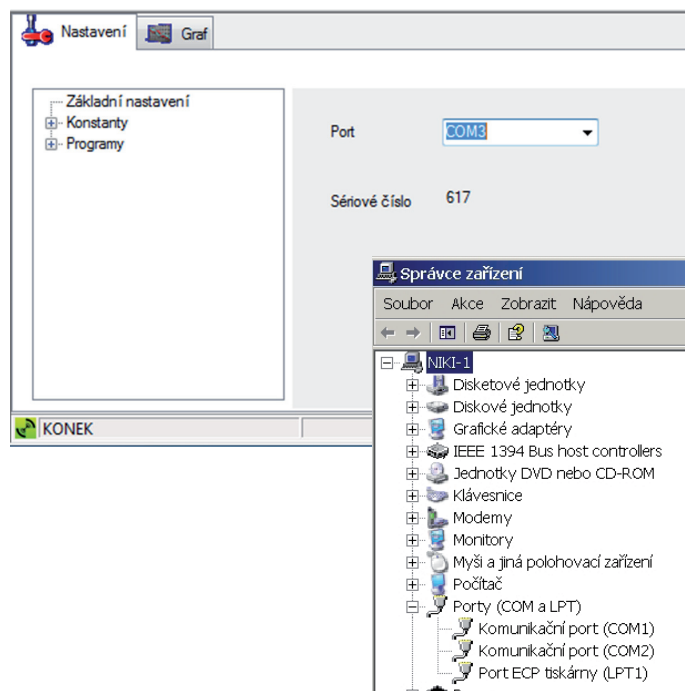 Nastavení Graf
Základní nastavení
Konstanty
Programy
Port COM3
Sériové číslo 617
KONEK
Správce zařízení
Soubor Akce Zobrazit Nápověda
NIKI-1
Disketové jednotky
Diskové jednotky
Grafické adaptéry
IEEE 1394 Bus host controllers
Jednotky DVD nebo CD-ROM
Klávesnice
Modemy
Monitory
Myši a jiná polohovací zařízení
Počítač
Porty (COM a LPT)
Komunikační port (COM1)
Komunikační port (COM2)
Port ECP tiskárny (LPT1)